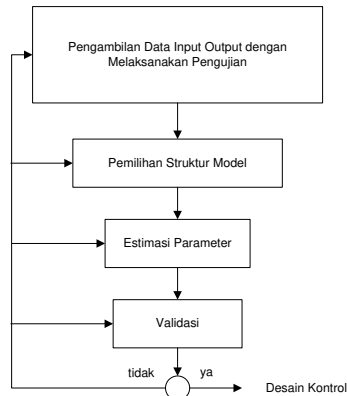 Pengambilan Data Input Output dengan
Melaksanakan Pengujian
Pemilihan Struktur Model
Estimasi Parameter
Validasi
tidak
ya
Desain Kontrol